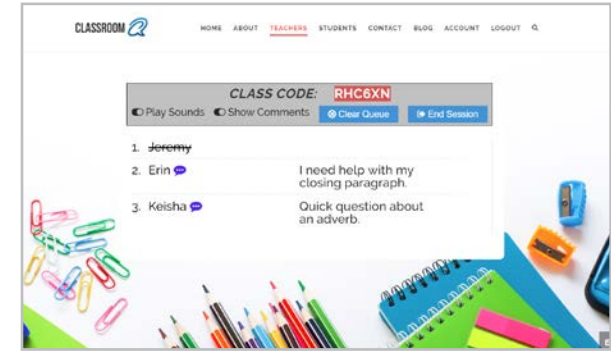 CLASSROOM Q
HOME ABOUT TEACHERS STUDENTS CONTACT BLOG ACCOUNT LOGOUT
CLASS CODE: RHC6XN
Play Sounds Show Comments Clear Queue End Session
1. Jeremy
2. Erin I need help with my
closing paragraph.
3. Keisha Quick question about
an adverb.